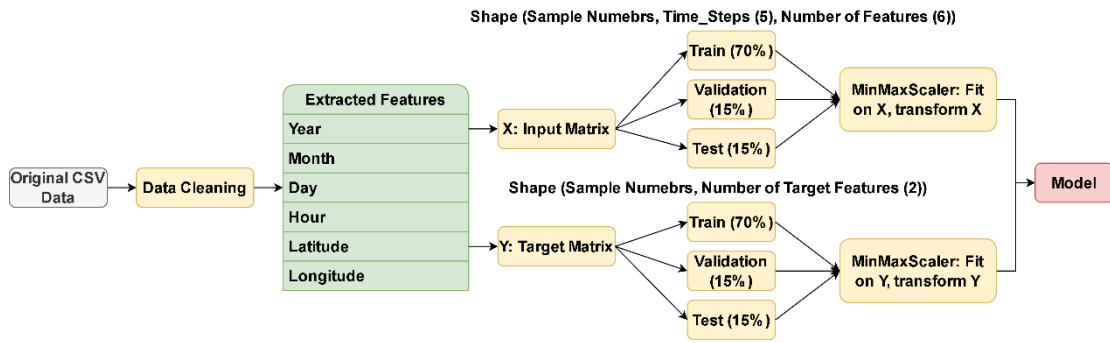 Shape (Sample Numebrs, Time_Steps (5), Number of Features (6))
Original CSV
Data
Data Cleaning
Extracted Features
Year
Month
Day
Hour
Latitude
Longitude
X: Input Matrix
Train (70%)
Validation
(15%)
Test (15%)
MinMaxScaler: Fit
on X, transform X
Shape (Sample Numebrs, Number of Target Features (2))
Y: Target Matrix
Train (70%)
Validation
(15%)
Test (15%)
MinMaxScaler: Fit
on Y, transform Y
Model